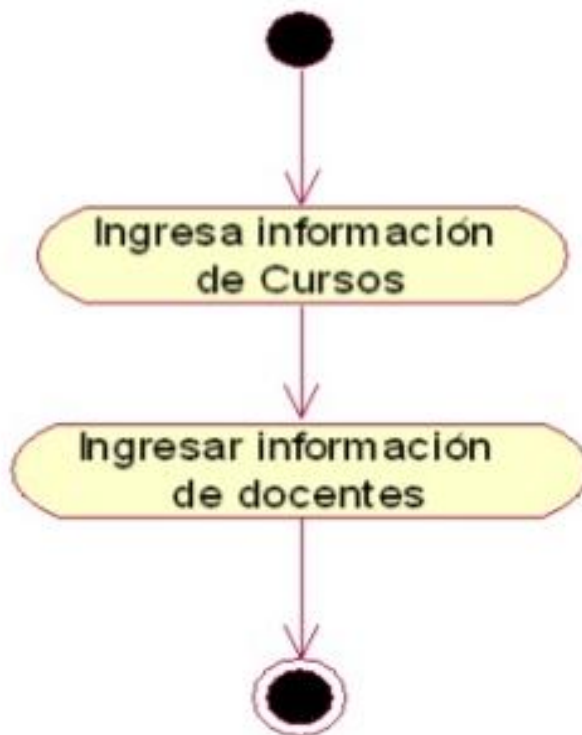 Ingresa información
de Cursos
Ingresar información
de docentes